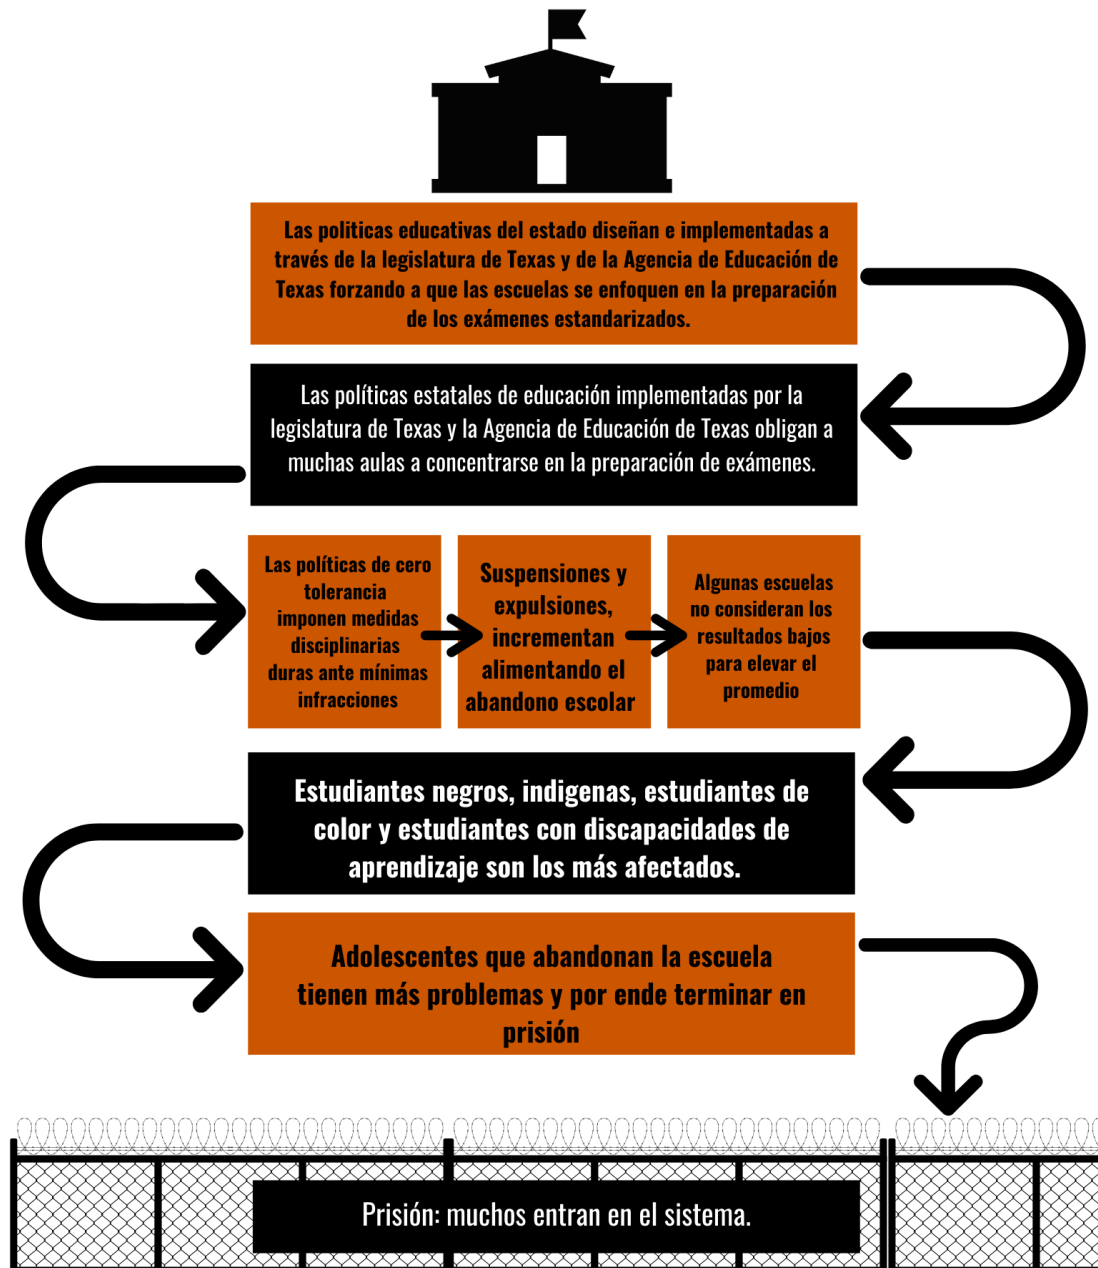 Las politicas educativas del estado diseñan e implementadas a
través de la legislatura de Texas y de la Agencia de Educación de
Texas forzando a que las escuelas se enfoquen en la preparación
de los exámenes estandarizados.
Las políticas estatales de educación implementadas por la
legislatura de Texas y la Agencia de Educación de Texas obligan a
muchas aulas a concentrarse en la preparación de exámenes.
Las políticas de cero
tolerancia
imponen medidas
disciplinarias
duras ante mínimas
infracciones
Suspensiones y
expulsiones,
incrementan
alimentando el
abandono escolar
Algunas escuelas
no consideran los
resultados bajos
para elevar el
promedio
Estudiantes negros, indigenas, estudiantes de
color y estudiantes con discapacidades de
aprendizaje son los más afectados.
Adolescentes que abandonan la escuela
tienen más problemas y por ende terminar en
prisión
Prisión: muchos entran en el sistema.